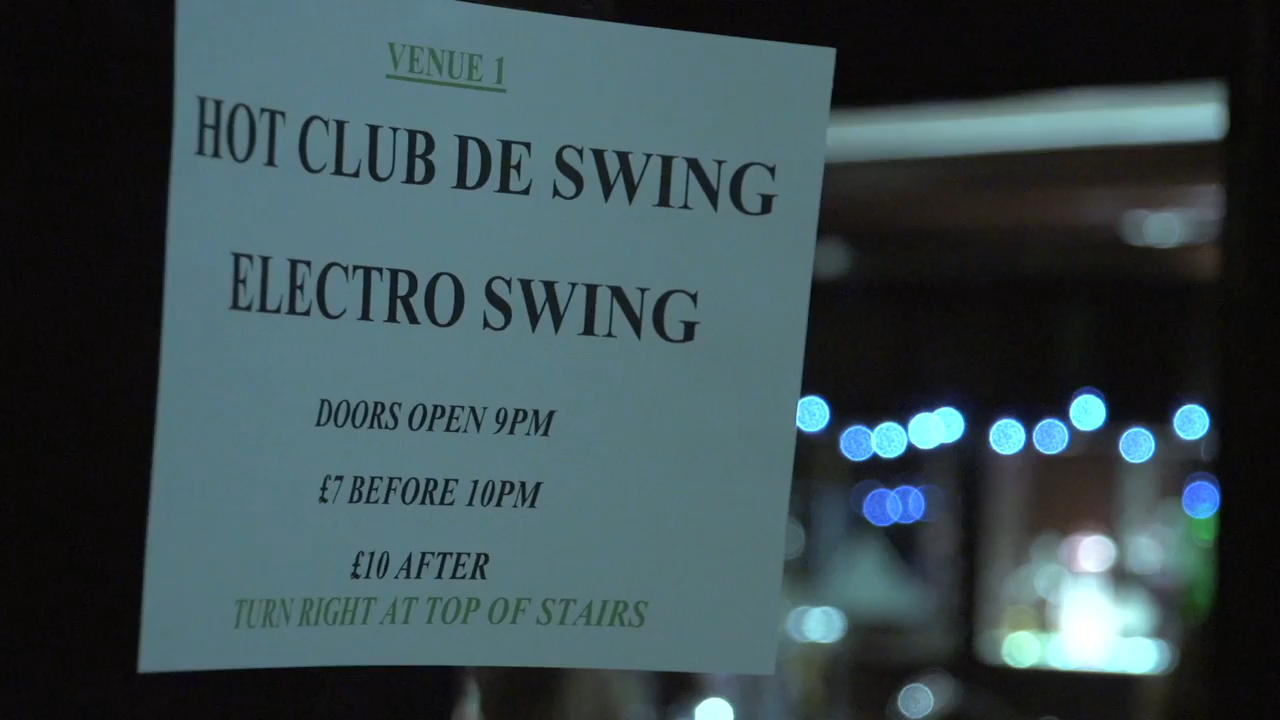 VENUE 1
HOT CLUB DE SWING
ELECTRO SWING
DOORS OPEN 9PM
£7 BEFORE 10PM
£10 AFTER
TURN RIGHT AT TOP OF STAIRS